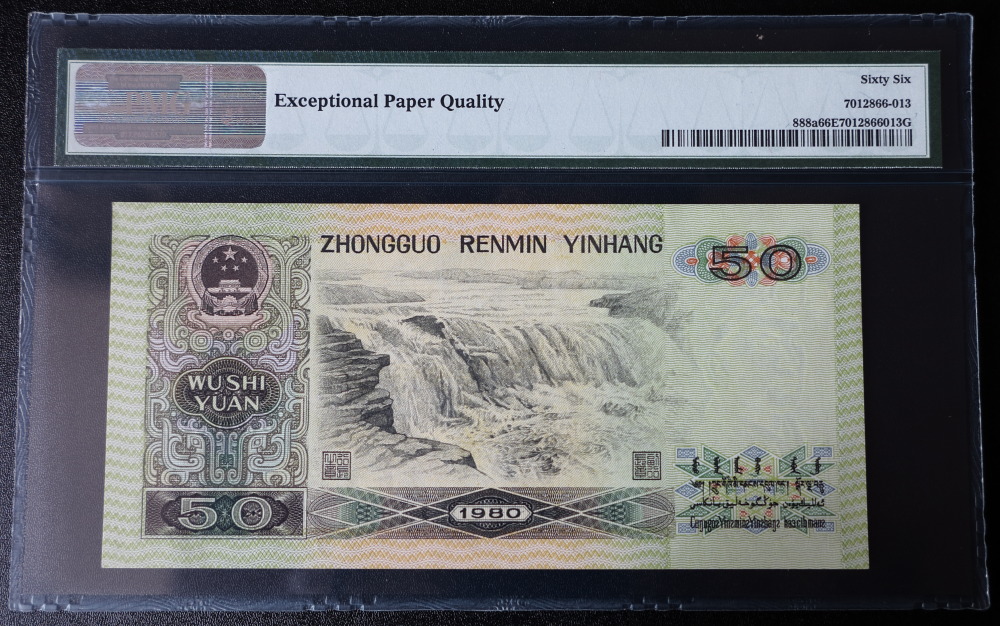 Exceptional Paper Quality
Sixty Six
7012866-013
888a66E7012866013G
ZHONGGUO RENMIN YINHANG
50
WU SHI
YUAN
50
1980